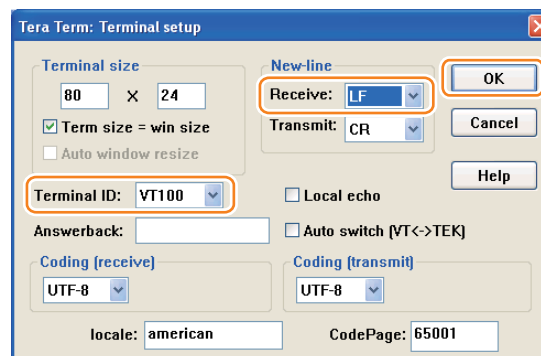 Tera Term: Terminal setup
Terminal size
80 X 24
Term size = win size
Auto window resize
New-line
Receive: LF
Transmit: CR
OK
Cancel
Help
Terminal ID: VT100
Local echo
Answerback:
Auto switch (VT<->TEK)
Coding (receive)
UTF-8
Coding (transmit)
UTF-8
locale: american
CodePage: 65001